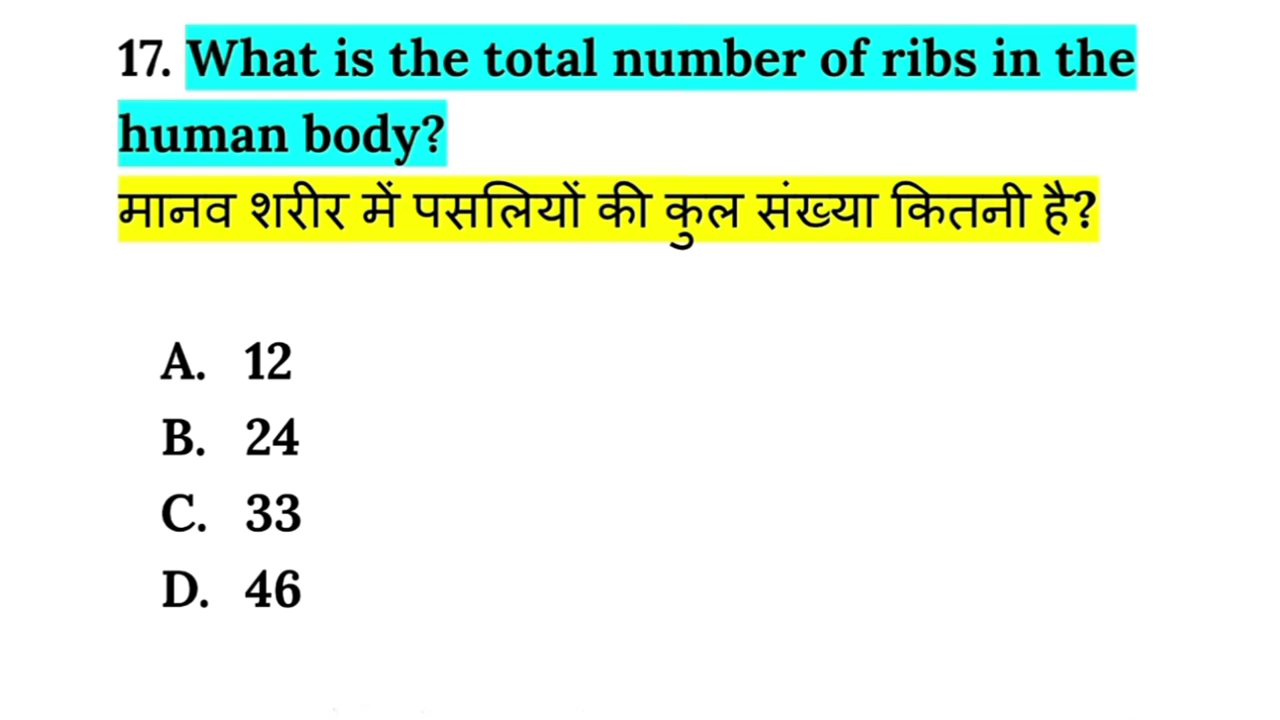 17. What is the total number of ribs in the
human body?
मानव शरीर में पसलियों की कुल संख्या कितनी है?
A. 12
B. 24
C. 33
D. 46